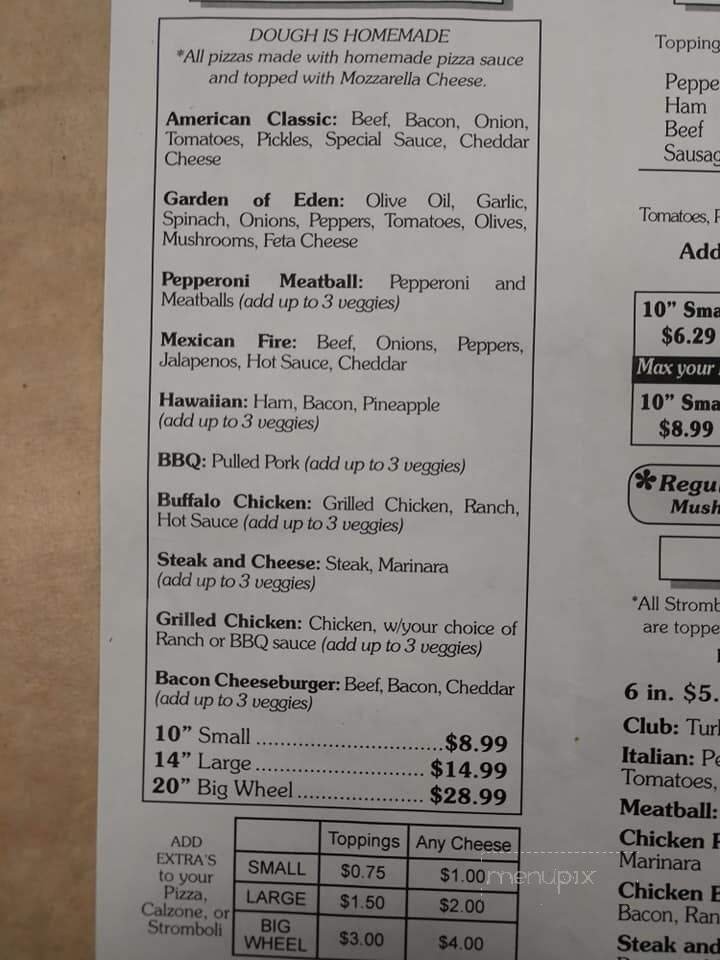 DOUGH IS HOMEMADE
*All pizzas made with homemade pizza sauce
and topped with Mozzarella Cheese.
American Classic: Beef, Bacon, Onion,
Tomatoes, Pickles, Special Sauce, Cheddar
Cheese
Garden of Eden: Olive Oil, Garlic,
Spinach, Onions, Peppers, Tomatoes, Olives,
Mushrooms, Feta Cheese
Pepperoni Meatball: Pepperoni and
Meatballs (add up to 3 veggies)
Mexican Fire: Beef, Onions, Peppers,
Jalapenos, Hot Sauce, Cheddar
Hawaiian: Ham, Bacon, Pineapple
(add up to 3 veggies)
BBQ: Pulled Pork (add up to 3 veggies)
Buffalo Chicken: Grilled Chicken, Ranch,
Hot Sauce (add up to 3 veggies)
Steak and Cheese: Steak, Marinara
(add up to 3 veggies)
Grilled Chicken: Chicken, w/your choice of
Ranch or BBQ sauce (add up to 3 veggies)
Bacon Cheeseburger: Beef, Bacon, Cheddar
(add up to 3 veggies)
10” Small ............................$8.99
14” Large ......................... $14.99
20” Big Wheel ................... $28.99
ADD
EXTRA'S
to your
Pizza,
Calzone, or
Stromboli
Toppings Any Cheese
SMALL $0.75 $1.00
LARGE $1.50 $2.00
BIG
WHEEL $3.00 $4.00
menupix
Topping
Peppe
Ham
Beef
Sausag
Tomatoes,
Add
10” Sma
$6.29
Max your
10” Sma
$8.99
*Regu
Mush
*All Stromb
are toppe
6 in. $5.
Club: Tur
Italian: Pe
Tomatoes,
Meatball:
Chicken
Marinara
Chicken
Bacon, Ran
Steak and